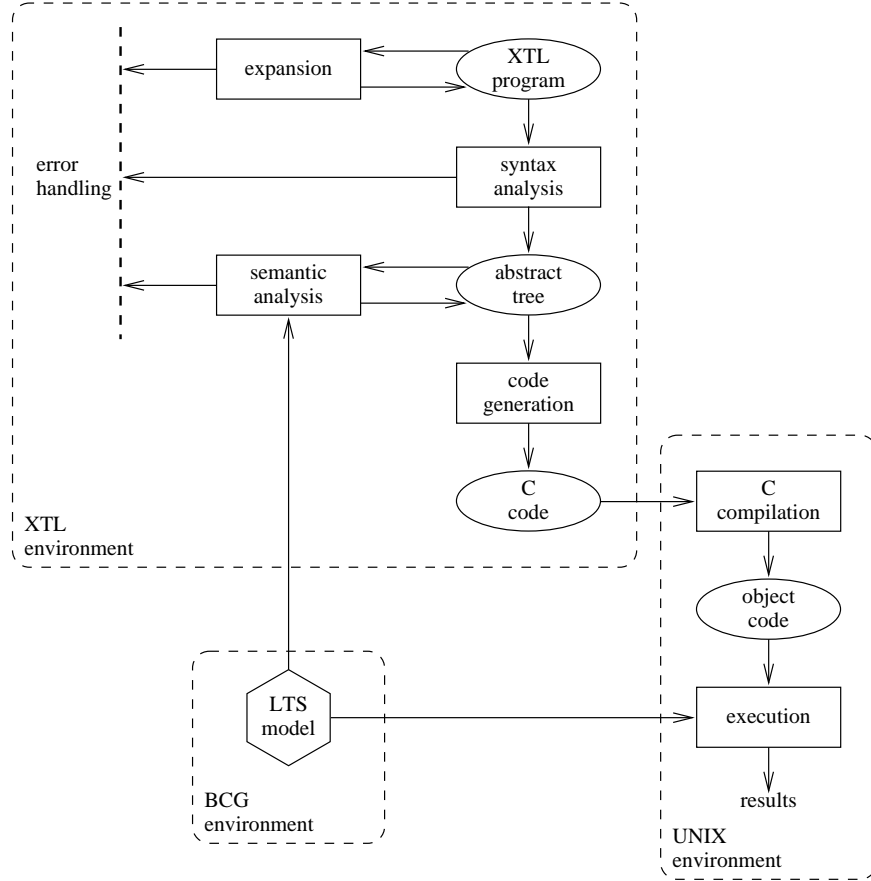 expansion
XTL
program
error
handling
syntax
analysis
semantic
analysis
abstract
tree
code
generation
C
code
C
compilation
XTL
environment
object
code
LTS
model
execution
BCG
environment
results
UNIX
environment